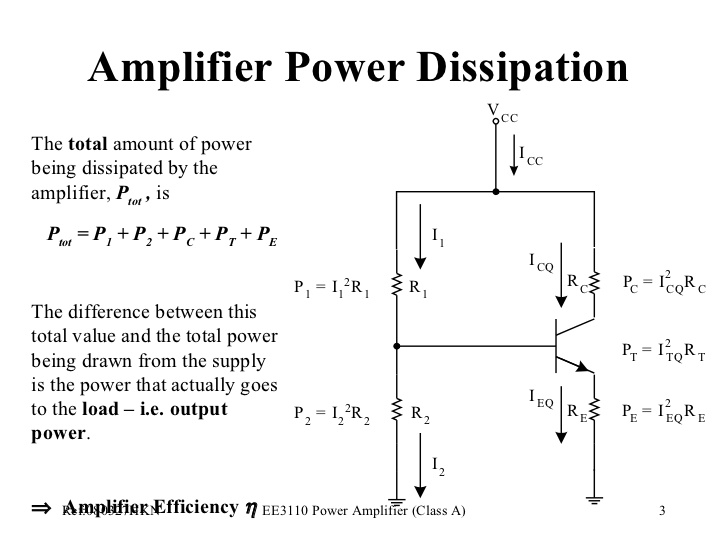 Amplifier Power Dissipation
The total amount of power
being dissipated by the
amplifier, Ptot , is
Ptot = P1 + P2 + PC + PT + PE
The difference between this
total value and the total power
being drawn from the supply
is the power that actually goes
to the load – i.e. output
power.
VCC
ICC
I1
ICQ
P1 = I1²R1
R1
RC
PC = I²CQRC
PT = I²TQRT
IEQ
P2 = I2²R2
R2
RE
PE = I²EQRE
I2
⇒ Amplifier Efficiency η
EE3110 Power Amplifier (Class A)
3